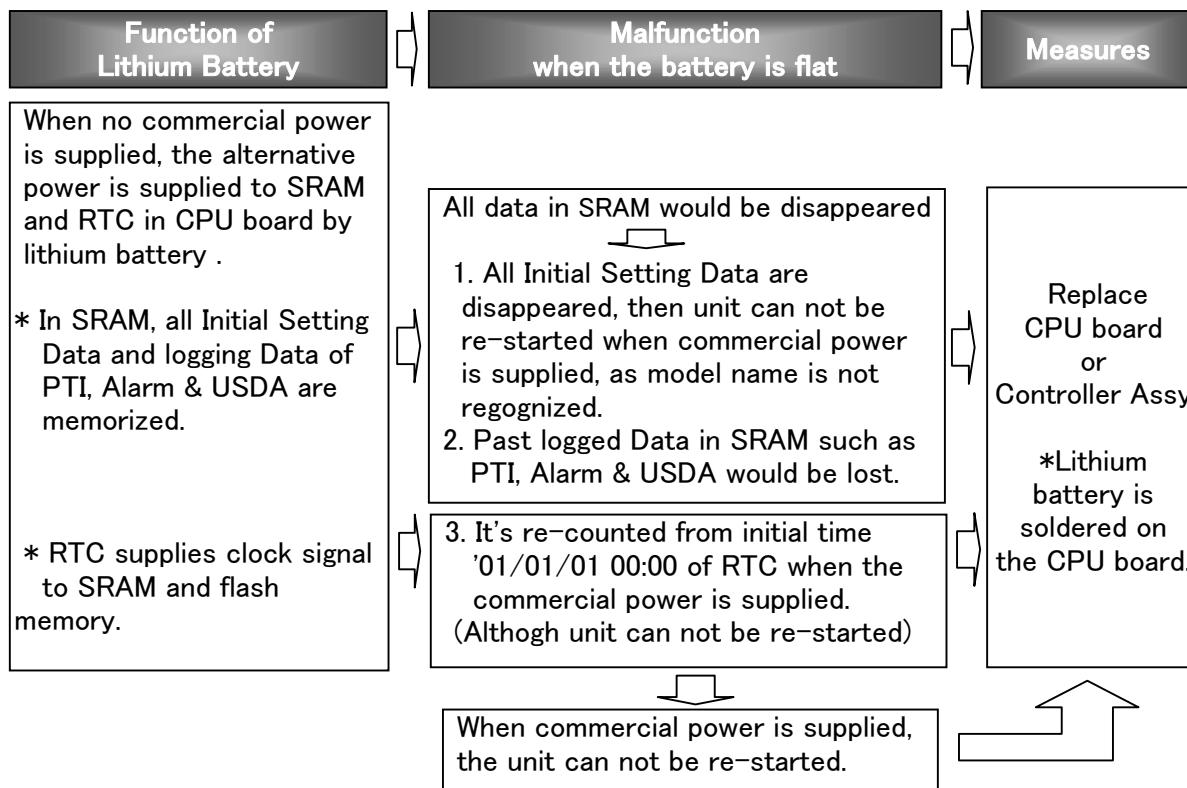 Function of
Lithium Battery
Malfunction
when the battery is flat
Measures
When no commercial power
is supplied, the alternative
power is supplied to SRAM
and RTC in CPU board by
lithium battery .
* In SRAM, all Initial Setting
Data and logging Data of
PTI, Alarm & USDA are
memorized.
* RTC supplies clock signal
to SRAM and flash
memory.
All data in SRAM would be disappeared
1. All Initial Setting Data are
disappeared, then unit can not be
re-started when commercial power
is supplied, as model name is not
regognized.
2. Past logged Data in SRAM such as
PTI, Alarm & USDA would be lost.
3. It's re-counted from initial time
'01/01/01 00:00 of RTC when the
commercial power is supplied.
(Althogh unit can not be re-started)
When commercial power is supplied,
the unit can not be re-started.
Replace
CPU board
or
Controller Assy
*Lithium
battery is
soldered on
the CPU board.